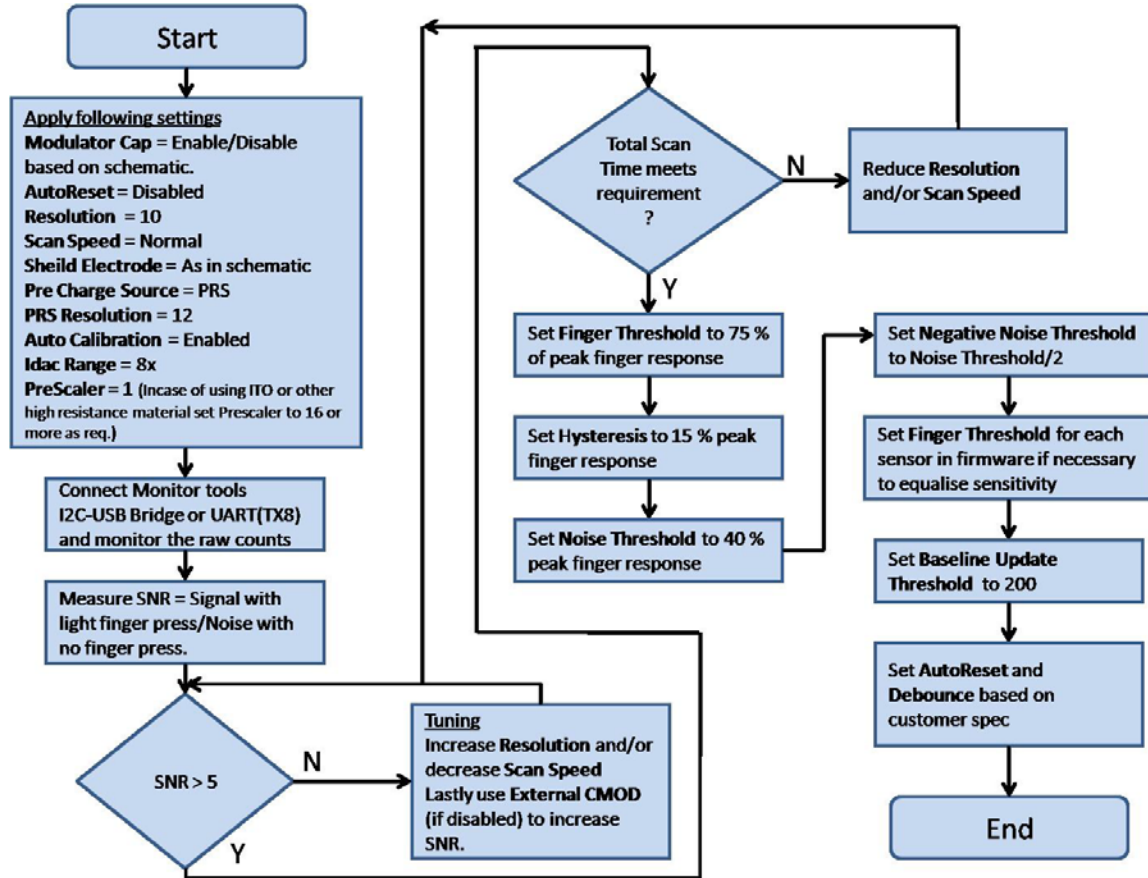 Start
Apply following settings
Modulator Cap = Enable/Disable
based on schematic.
AutoReset = Disabled
Resolution = 10
Scan Speed = Normal
Sheild Electrode = As in schematic
Pre Charge Source = PRS
PRS Resolution = 12
Auto Calibration = Enabled
Idac Range = 8x
PreScaler = 1 (Incase of using ITO or other
high resistance material set Prescaler to 16 or
more as req.)
Connect Monitor tools
I2C-USB Bridge or UART(TX8)
and monitor the raw counts
Measure SNR = Signal with
light finger press/Noise with
no finger press.
SNR > 5
N
Y
Tuning
Increase Resolution and/or
decrease Scan Speed
Lastly use External CMOD
(if disabled) to increase
SNR.
Total Scan
Time meets
requirement
?
N
Y
Reduce Resolution
and/or Scan Speed
Set Finger Threshold to 75 %
of peak finger response
Set Hysteresis to 15 % peak
finger response
Set Noise Threshold to 40 %
peak finger response
Set Negative Noise Threshold
to Noise Threshold/2
Set Finger Threshold for each
sensor in firmware if necessary
to equalise sensitivity
Set Baseline Update
Threshold to 200
Set AutoReset and
Debounce based on
customer spec
End